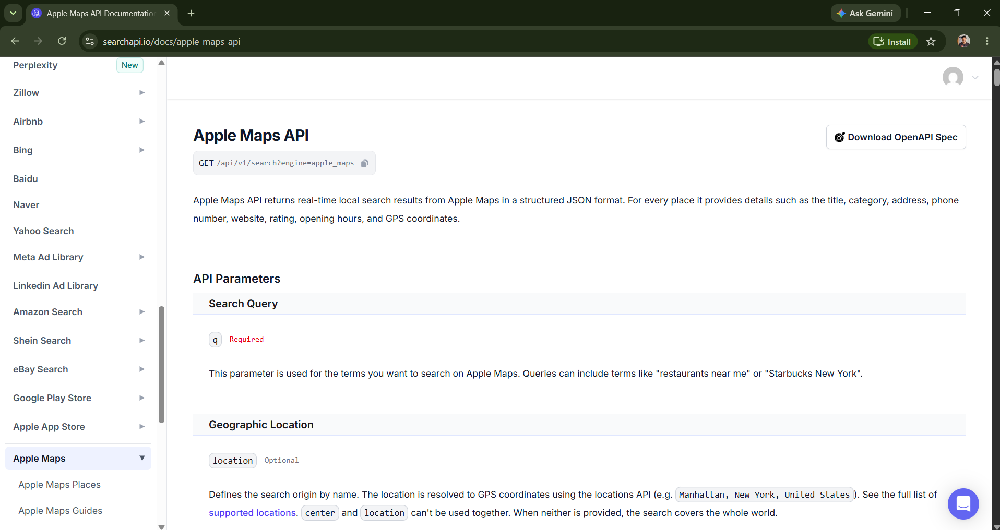 Apple Maps API Documentation
Ask Gemini
searchapi.io/docs/apple-maps-api
Install
Perplexity
New
Zillow
Airbnb
Bing
Baidu
Naver
Yahoo Search
Meta Ad Library
Linkedin Ad Library
Amazon Search
Shein Search
eBay Search
Google Play Store
Apple App Store
Apple Maps
Apple Maps Places
Apple Maps Guides
Apple Maps API
Download OpenAPI Spec
GET /api/v1/search?engine=apple_maps
Apple Maps API returns real-time local search results from Apple Maps in a structured JSON format. For every place it provides details such as the title, category, address, phone
number, website, rating, opening hours, and GPS coordinates.
API Parameters
Search Query
q Required
This parameter is used for the terms you want to search on Apple Maps. Queries can include terms like "restaurants near me" or "Starbucks New York".
Geographic Location
location Optional
Defines the search origin by name. The location is resolved to GPS coordinates using the locations API (e.g. Manhattan, New York, United States). See the full list of
supported locations. center and location can't be used together. When neither is provided, the search covers the whole world.